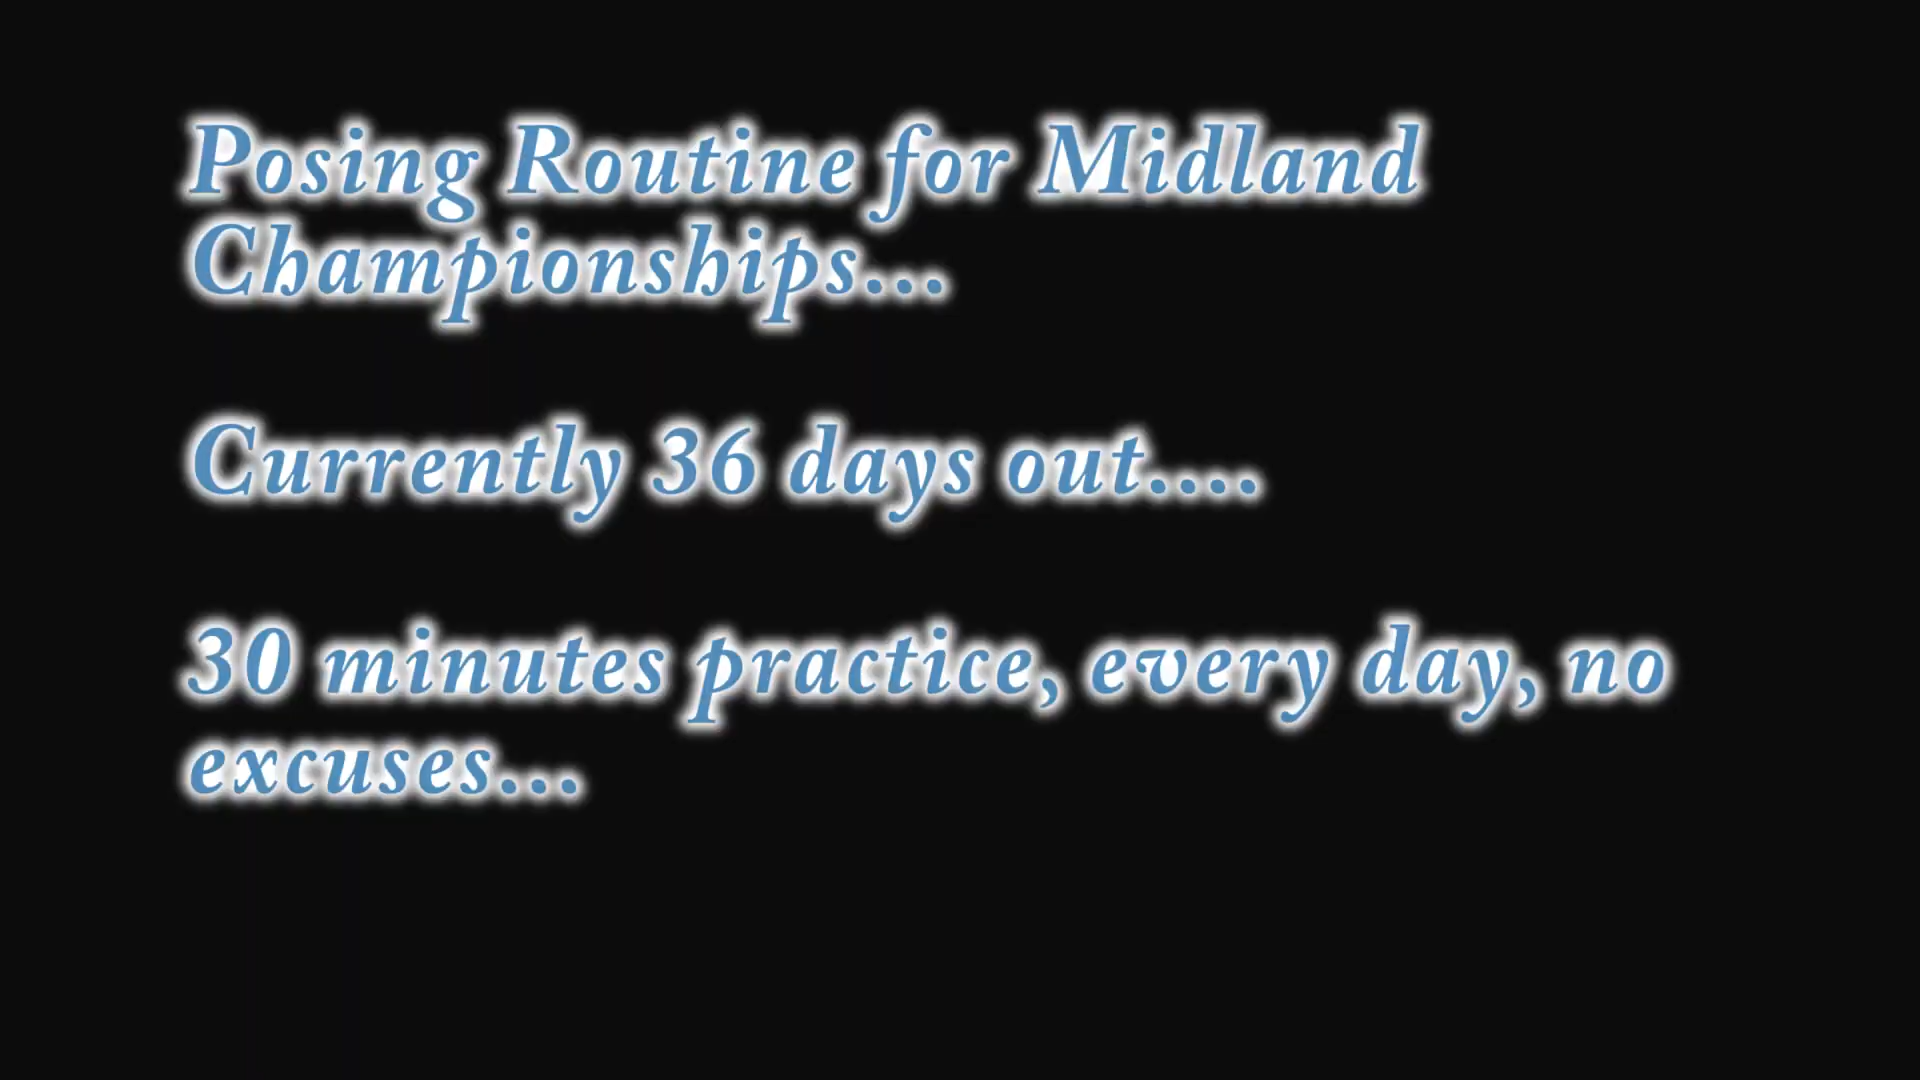 Posing Routine for Midland
Championships...
Currently 36 days out....
30 minutes practice, every day, no
excuses...